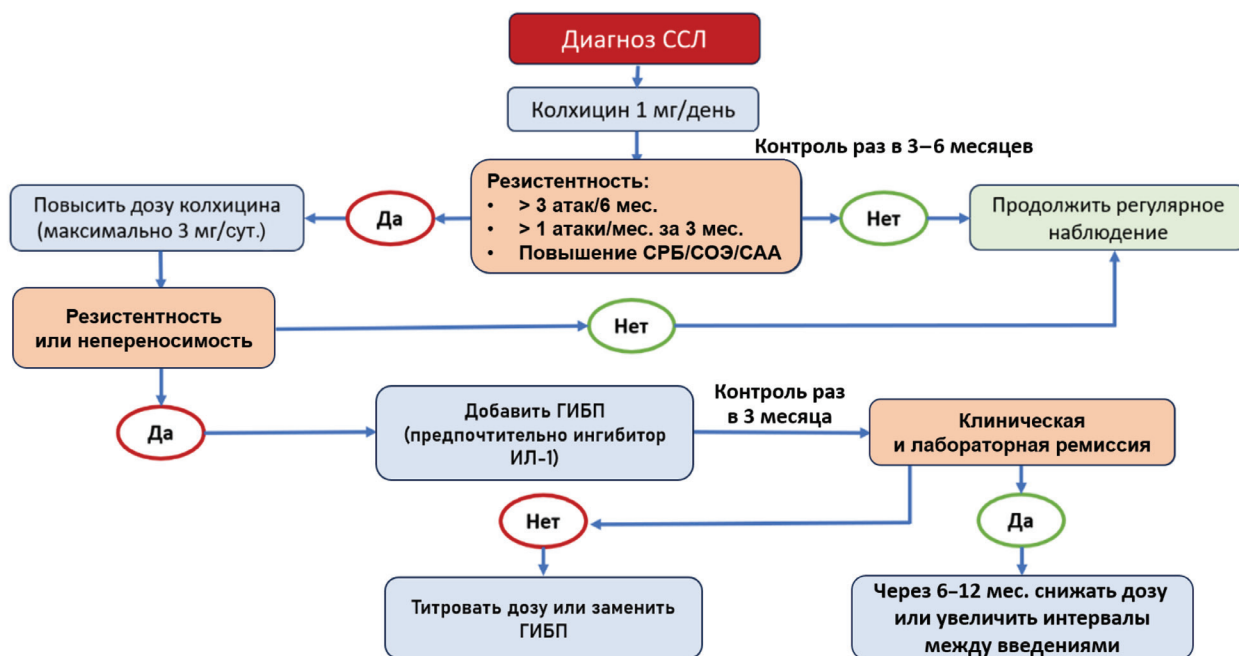 Диагноз ССЛ
Колхицин 1 мг/день
Контроль раз в 3–6 месяцев
Повысить дозу колхицина
(максимально 3 мг/сут.)
Да
Резистентность:
• > 3 атак/6 мес.
• > 1 атаки/мес. за 3 мес.
• Повышение СРБ/СОЭ/САА
Нет
Продолжить регулярное
наблюдение
Резистентность
или непереносимость
Нет
Да
Добавить ГИБП
(предпочтительно ингибитор
ИЛ-1)
Контроль раз
в 3 месяца
Клиническая
и лабораторная ремиссия
Нет
Да
Титровать дозу или заменить
ГИБП
Через 6–12 мес. снижать дозу
или увеличить интервалы
между введениями